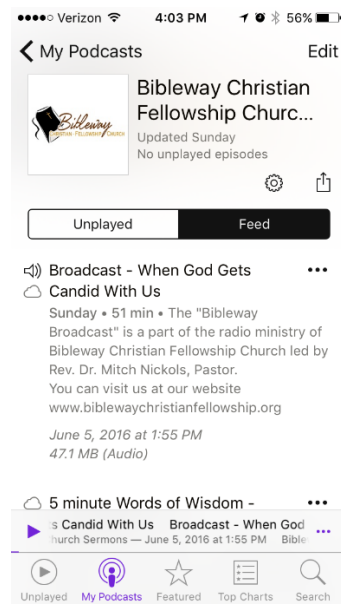 Verizon 4:03 PM 56%
My Podcasts Edit
Bibleway Christian
Fellowship Churc...
Updated Sunday
No unplayed episodes
Bibleway
CHRISTIAN FELLOWSHIP CHURCH
Unplayed Feed
Broadcast - When God Gets
Candid With Us
Sunday • 51 min • The "Bibleway
Broadcast" is a part of the radio ministry of
Bibleway Christian Fellowship Church led by
Rev. Dr. Mitch Nickols, Pastor.
You can visit us at our website
www.biblewaychristianfellowship.org
June 5, 2016 at 1:55 PM
47.1 MB (Audio)
5 minute Words of Wisdom -
s Candid With Us Broadcast - When God
hurch Sermons — June 5, 2016 at 1:55 PM Bible
Unplayed My Podcasts Featured Top Charts Search